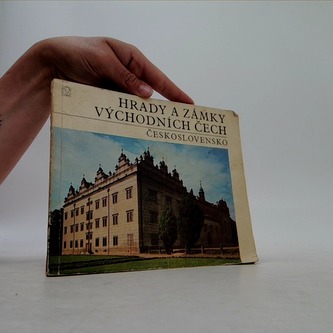 HRADY A ZÁMKY
VÝCHODNÍCH ČECH
ČESKOSLOVENSKO